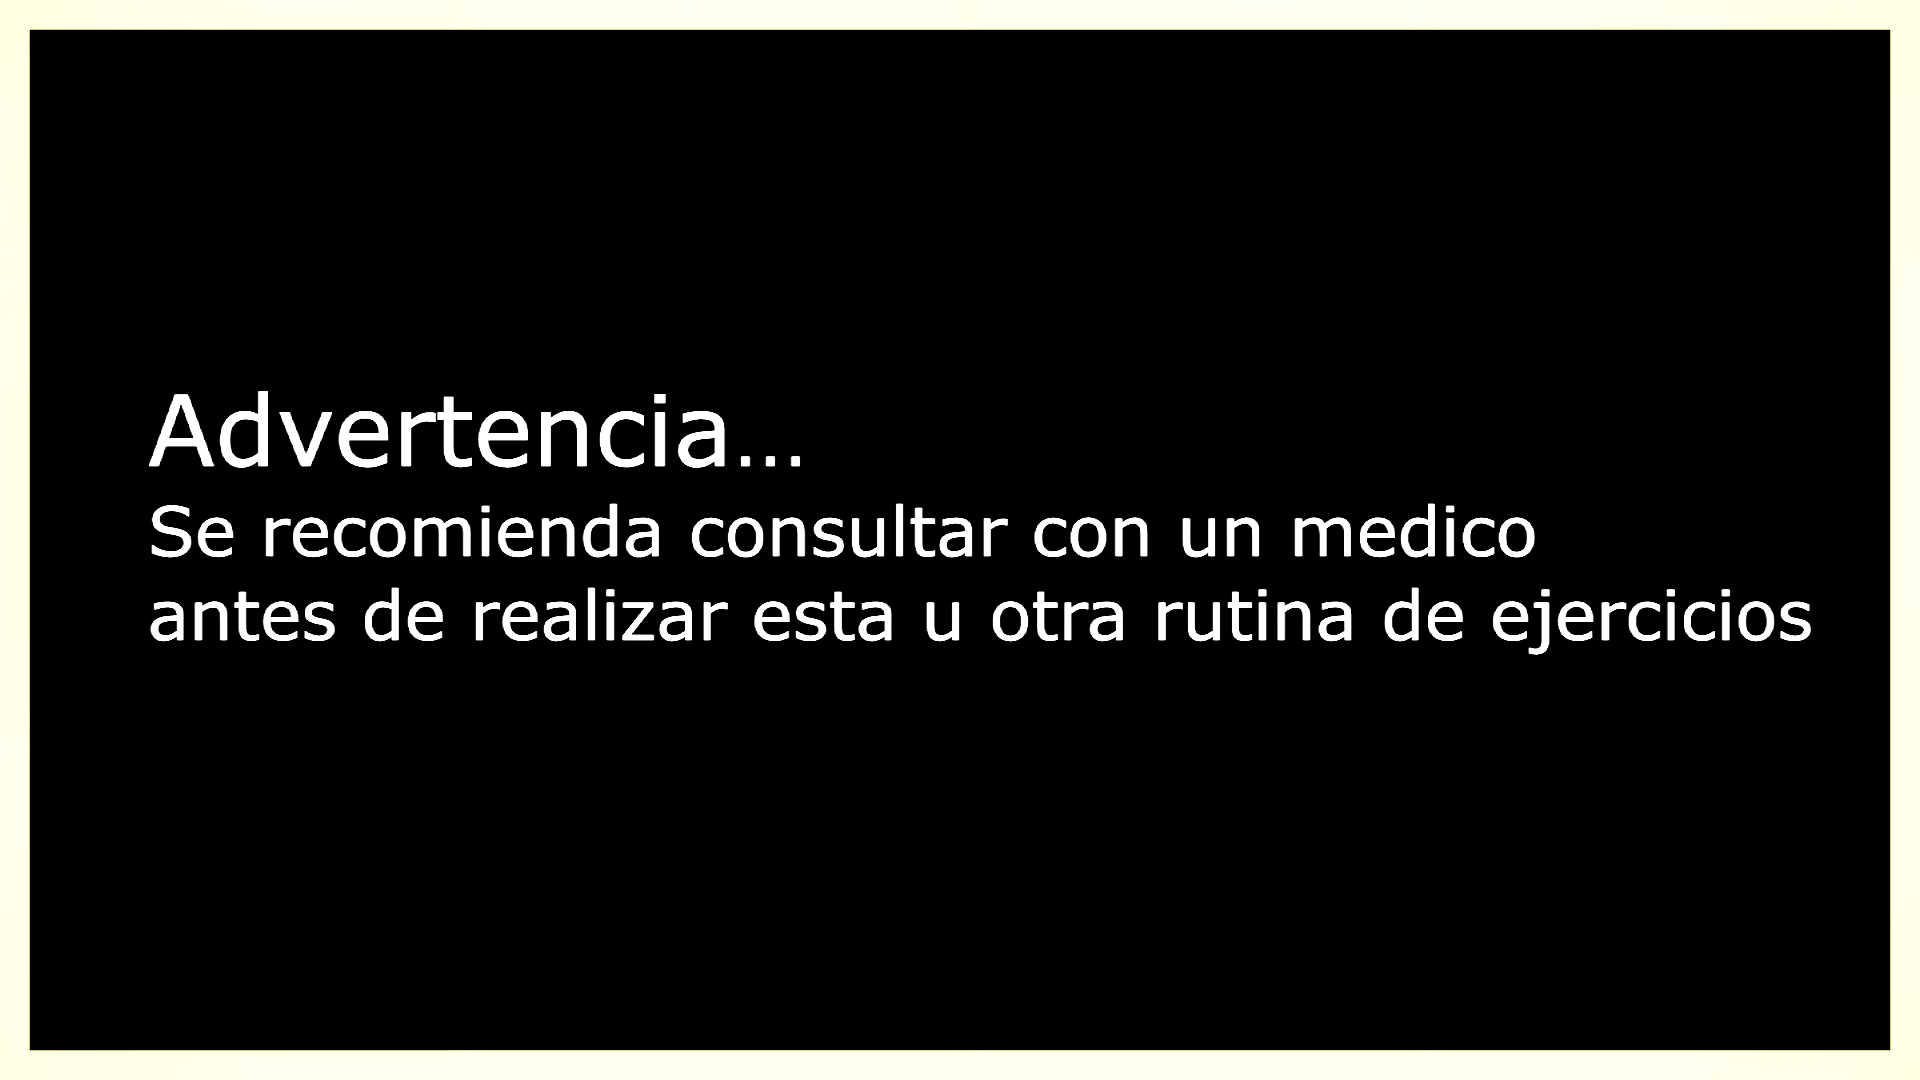 Advertencia...
Se recomienda consultar con un medico
antes de realizar esta u otra rutina de ejercicios